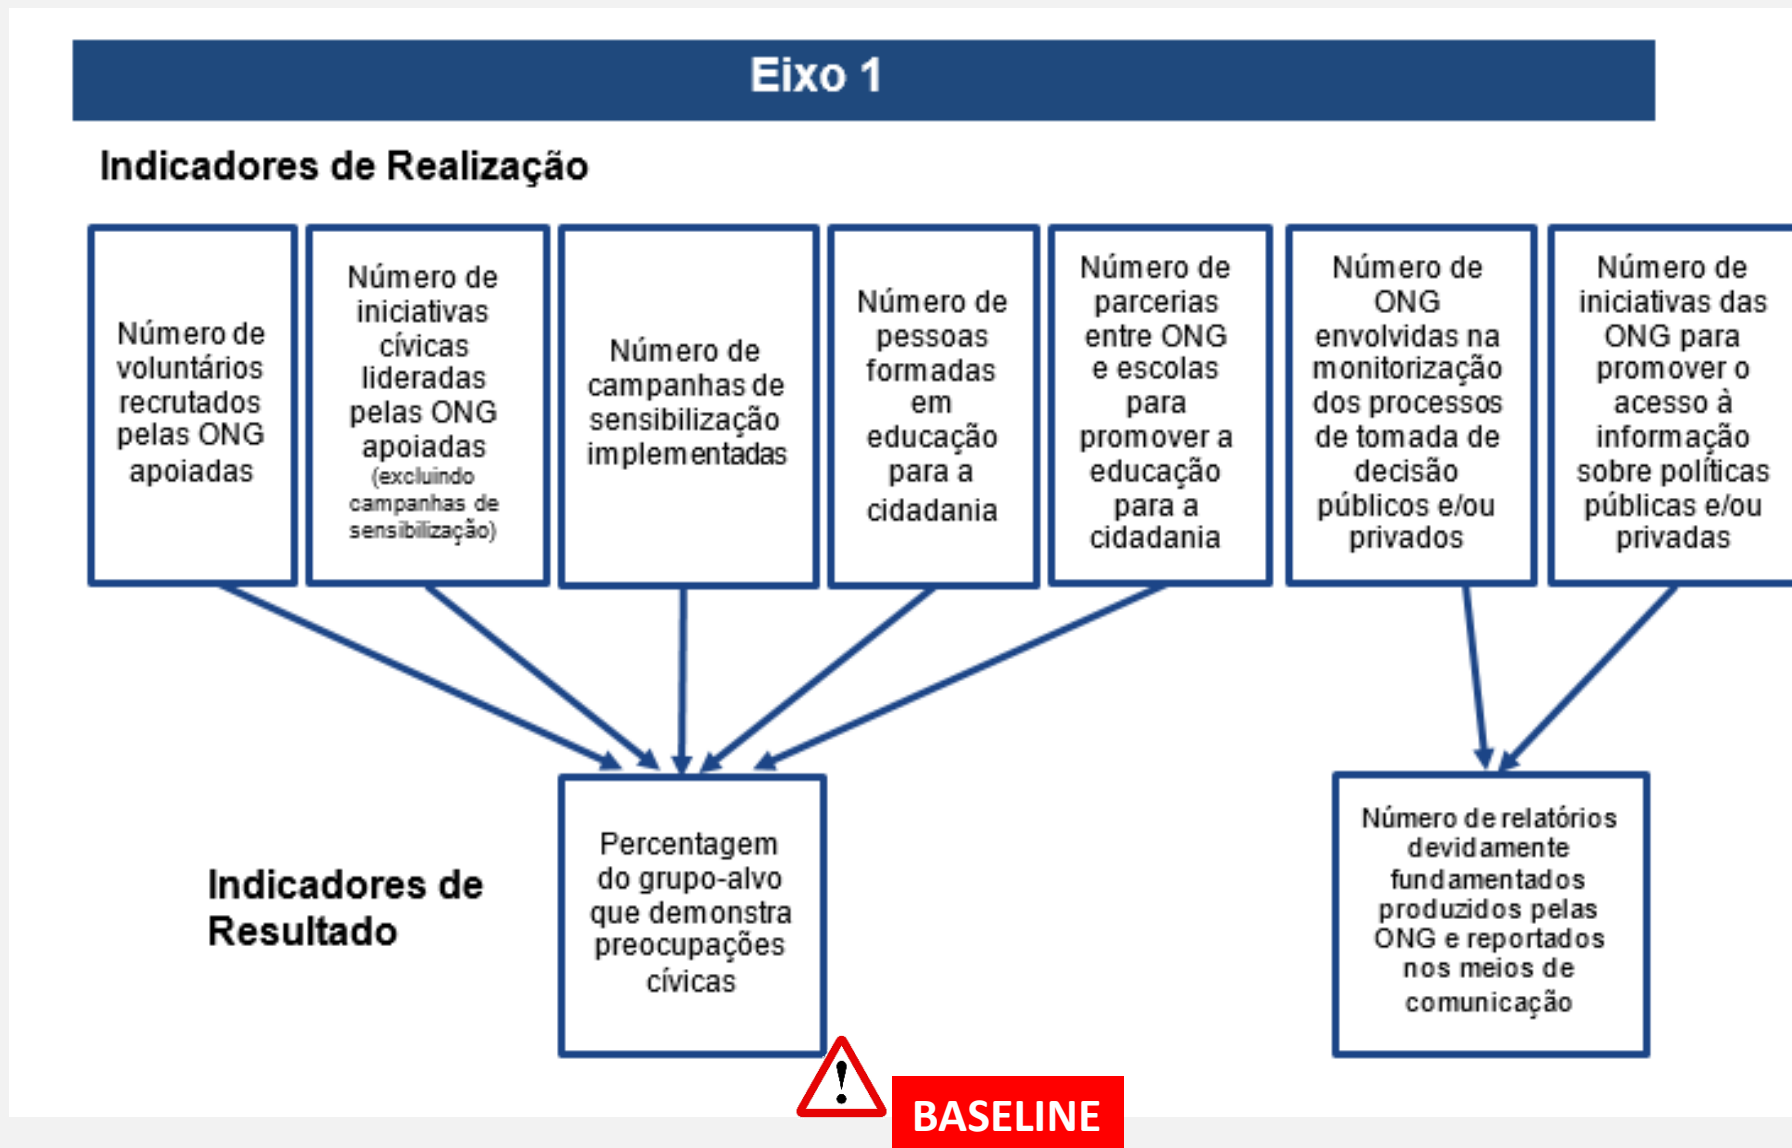 Eixo 1
Indicadores de Realização
Número de
voluntários
recrutados
pelas ONG
apoiadas
Número de
iniciativas
cívicas
lideradas
pelas ONG
apoiadas
(excluindo
campanhas de
sensibilização)
Número de
campanhas de
sensibilização
implementadas
Número de
pessoas
formadas
em
educação
para a
cidadania
Número de
parcerias
entre ONG
e escolas
para
promover a
educação
para a
cidadania
Número de
ONG
envolvidas na
monitorização
dos processos
de tomada de
decisão
públicos e/ou
privados
Número de
iniciativas das
ONG para
promover o
acesso à
informação
sobre políticas
públicas e/ou
privadas
Indicadores de
Resultado
Percentagem
do grupo-alvo
que demonstra
preocupações
cívicas
Número de relatórios
devidamente
fundamentados
produzidos pelas
ONG e reportados
nos meios de
comunicação
!
BASELINE